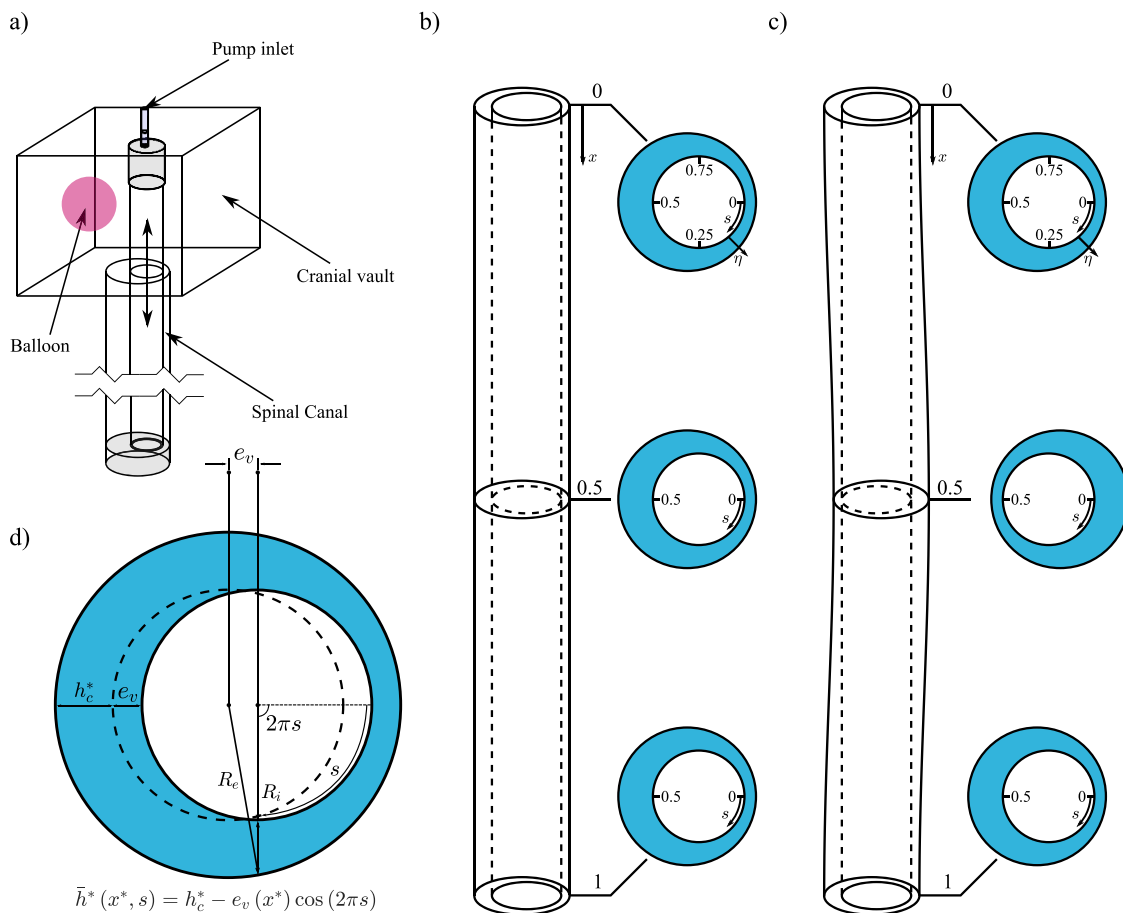 a)
Pump inlet
Cranial vault
Balloon
Spinal Canal
b)
0
x
0.75
0.5
0
s
0.25
η
0.5
0.5
0
s
0.5
0
s
1
c)
0
x
0.75
0.5
0
s
0.25
η
0.5
0.5
0
s
0.5
0
s
1
d)
e_v
h_c^*
e_v
2πs
s
R_e
R_i
h̄^* (x^*, s) = h_c^* − e_v (x^*) cos (2πs)